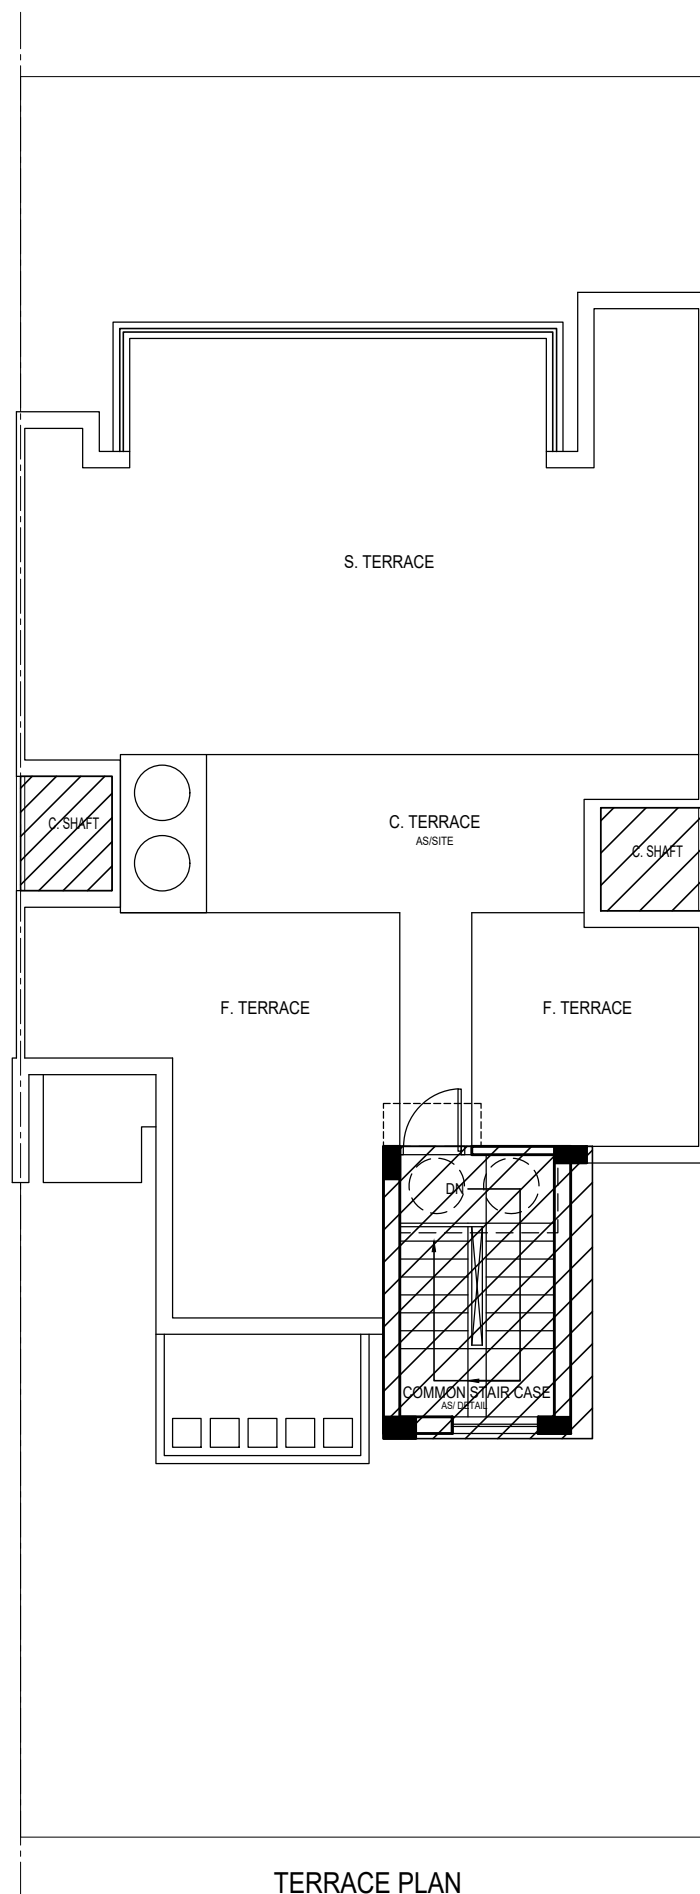 S. TERRACE
C. TERRACE
AS/SITE
C. SHAFT
C. SHAFT
F. TERRACE
F. TERRACE
DN
COMMON STAIR CASE
AS/ DETAIL
TERRACE PLAN